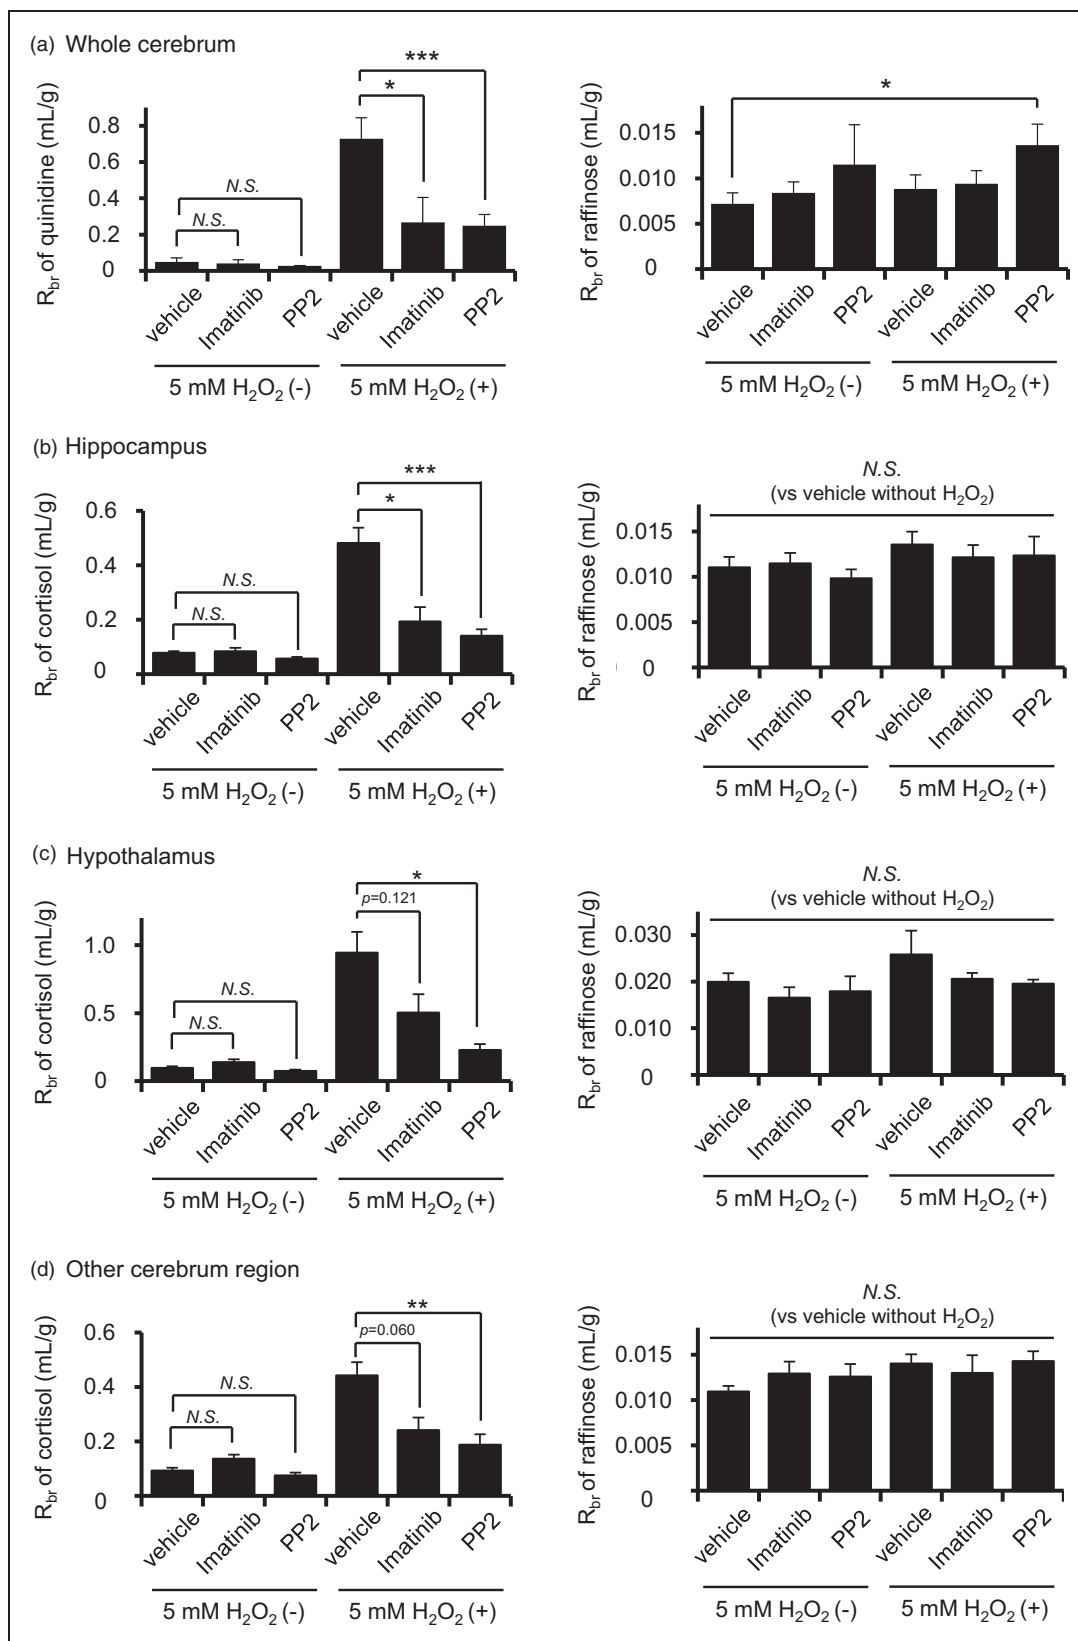 (a) Whole cerebrum
R_br of quinidine (mL/g)
0.8
0.6
0.4
0.2
0
N.S.
N.S.
*
***
vehicle
Imatinib
PP2
vehicle
Imatinib
PP2
5 mM H₂O₂ (-)
5 mM H₂O₂ (+)
R_br of raffinose (mL/g)
0.015
0.010
0.005
0
*
vehicle
Imatinib
PP2
vehicle
Imatinib
PP2
5 mM H₂O₂ (-)
5 mM H₂O₂ (+)
(b) Hippocampus
R_br of cortisol (mL/g)
0.6
0.4
0.2
0
N.S.
N.S.
*
***
vehicle
Imatinib
PP2
vehicle
Imatinib
PP2
5 mM H₂O₂ (-)
5 mM H₂O₂ (+)
N.S.
(vs vehicle without H₂O₂)
R_br of raffinose (mL/g)
0.015
0.010
0.005
0
vehicle
Imatinib
PP2
vehicle
Imatinib
PP2
5 mM H₂O₂ (-)
5 mM H₂O₂ (+)
(c) Hypothalamus
R_br of cortisol (mL/g)
1.0
0.5
0
N.S.
N.S.
p=0.121
*
vehicle
Imatinib
PP2
vehicle
Imatinib
PP2
5 mM H₂O₂ (-)
5 mM H₂O₂ (+)
N.S.
(vs vehicle without H₂O₂)
R_br of raffinose (mL/g)
0.030
0.020
0.010
0
vehicle
Imatinib
PP2
vehicle
Imatinib
PP2
5 mM H₂O₂ (-)
5 mM H₂O₂ (+)
(d) Other cerebrum region
R_br of cortisol (mL/g)
0.6
0.4
0.2
0
N.S.
N.S.
p=0.060
**
vehicle
Imatinib
PP2
vehicle
Imatinib
PP2
5 mM H₂O₂ (-)
5 mM H₂O₂ (+)
N.S.
(vs vehicle without H₂O₂)
R_br of raffinose (mL/g)
0.015
0.010
0.005
0
vehicle
Imatinib
PP2
vehicle
Imatinib
PP2
5 mM H₂O₂ (-)
5 mM H₂O₂ (+)